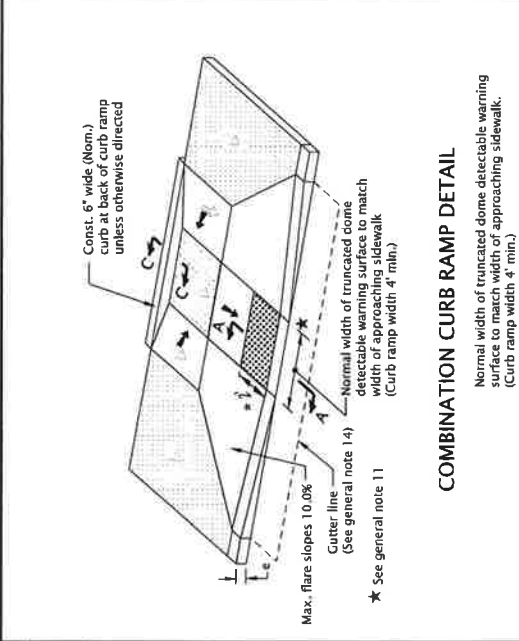 Const. 6" wide (Nom.)
curb at back of curb ramp
unless otherwise directed
C
C
A
Normal width of truncated dome
detectable warning surface to match
width of approaching sidewalk
(Curb ramp width 4' min.)
★
A
Max. flare slopes 10.0%
Gutter line
(See general note 14)
e
★ See general note 11
COMBINATION CURB RAMP DETAIL
Normal width of truncated dome detectable warning
surface to match width of approaching sidewalk.
(Curb ramp width 4' min.)